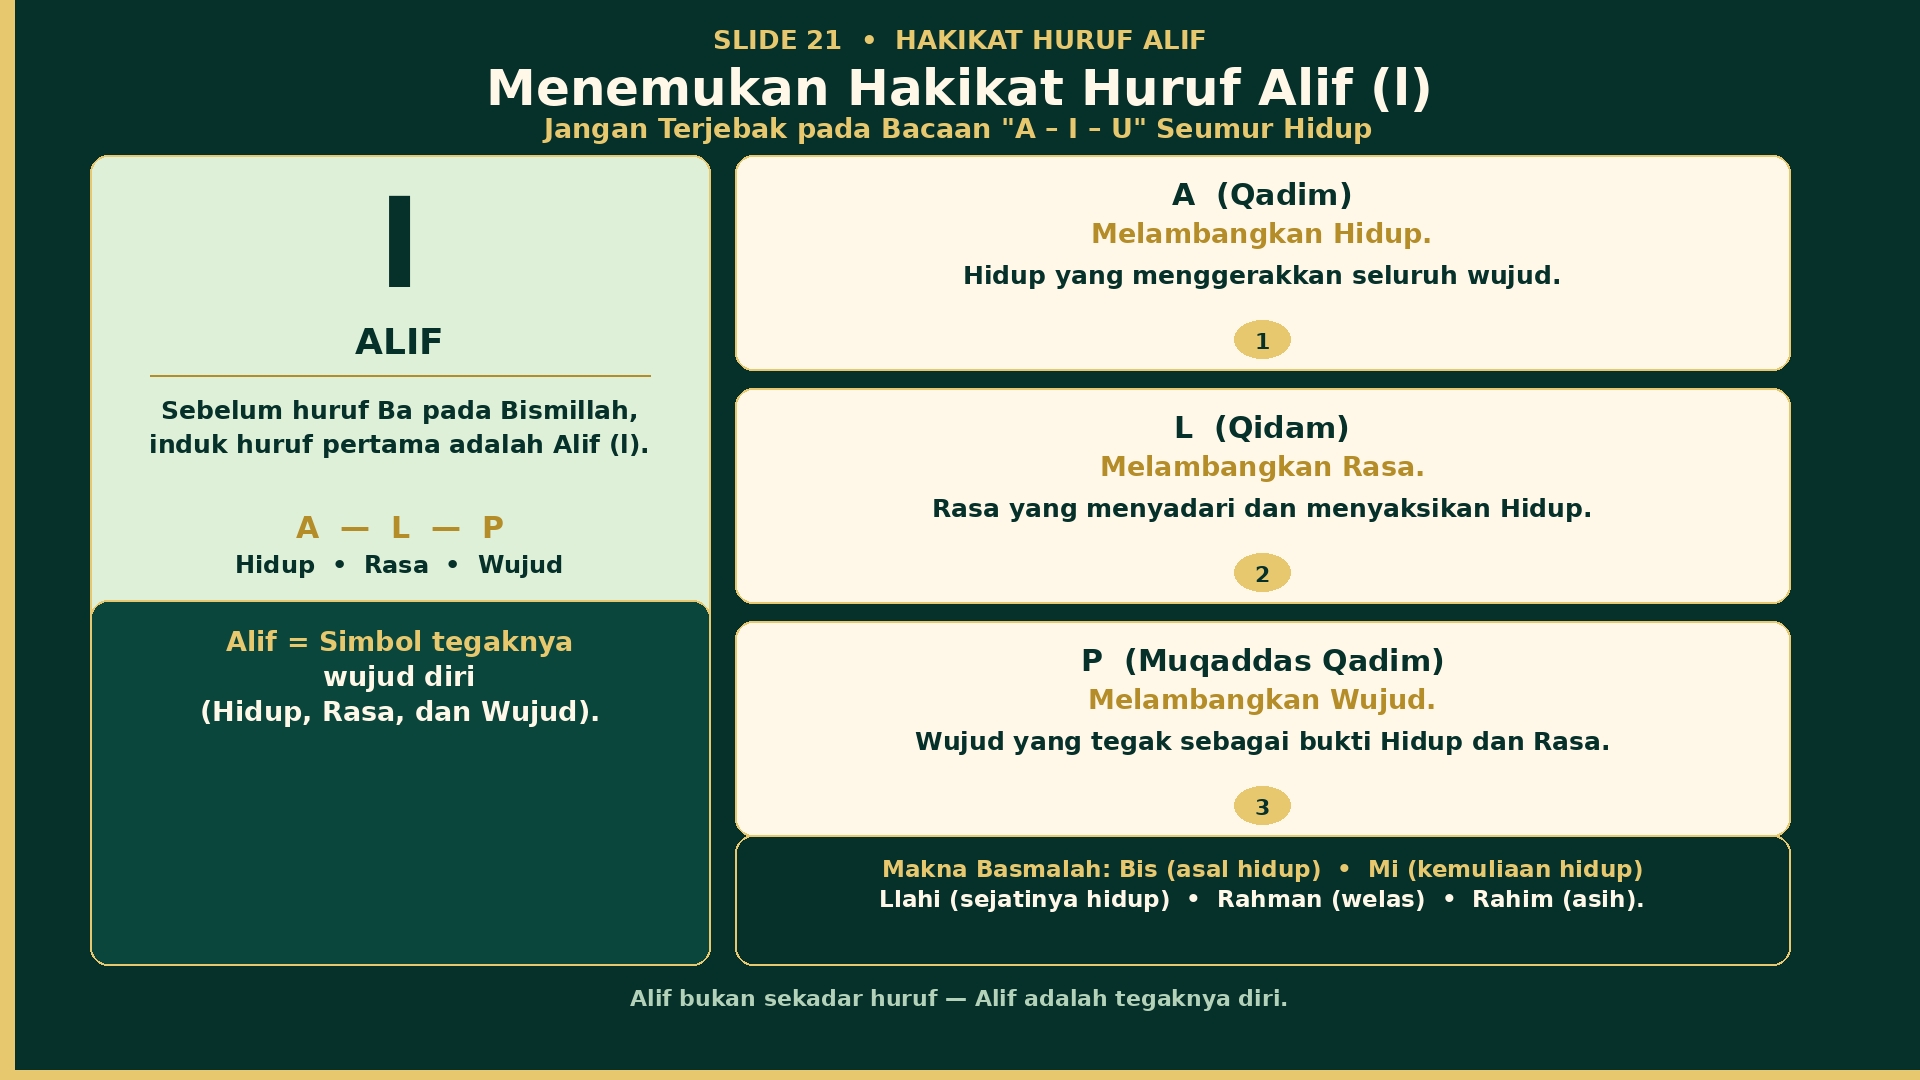 SLIDE 21 • HAKIKAT HURUF ALIF
Menemukan Hakikat Huruf Alif (l)
Jangan Terjebak pada Bacaan "A – I – U" Seumur Hidup
l
ALIF
Sebelum huruf Ba pada Bismillah,
induk huruf pertama adalah Alif (l).
A — L — P
Hidup • Rasa • Wujud
Alif = Simbol tegaknya
wujud diri
(Hidup, Rasa, dan Wujud).
A (Qadim)
Melambangkan Hidup.
Hidup yang menggerakkan seluruh wujud.
1
L (Qidam)
Melambangkan Rasa.
Rasa yang menyadari dan menyaksikan Hidup.
2
P (Muqaddas Qadim)
Melambangkan Wujud.
Wujud yang tegak sebagai bukti Hidup dan Rasa.
3
Makna Basmalah: Bis (asal hidup) • Mi (kemuliaan hidup)
Llahi (sejatinya hidup) • Rahman (welas) • Rahim (asih).
Alif bukan sekadar huruf — Alif adalah tegaknya diri.